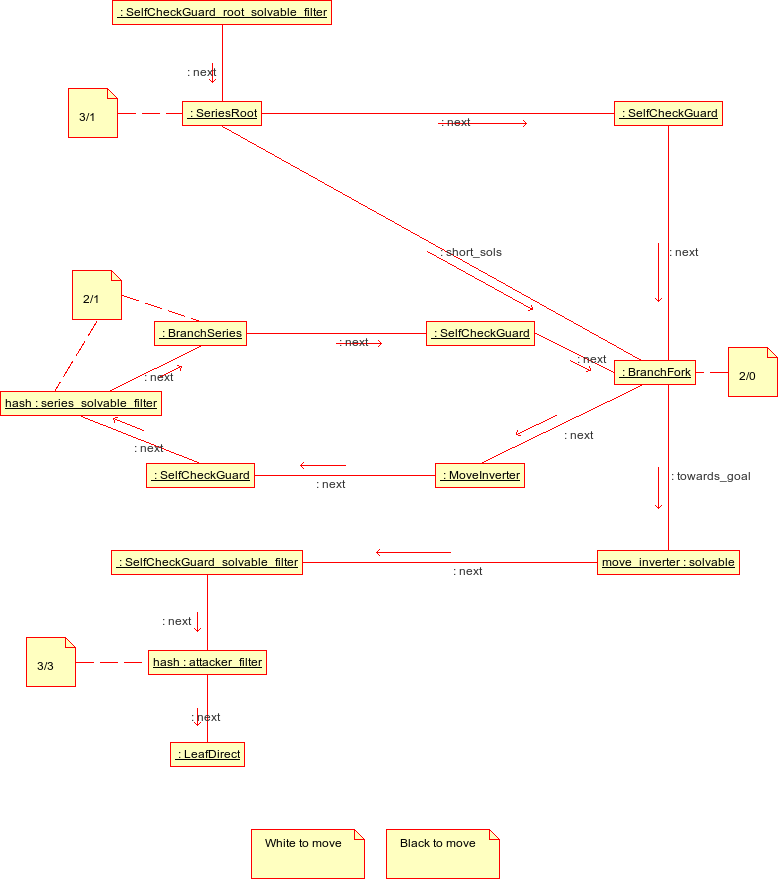 : SelfCheckGuard_root_solvable_filter
: next
3/1
: SeriesRoot
: next
: SelfCheckGuard
: short_sols
: next
2/1
: BranchSeries
: next
: SelfCheckGuard
: next
: BranchFork
2/0
: next
hash : series_solvable_filter
: next
: next
: SelfCheckGuard
: next
: MoveInverter
: towards_goal
: SelfCheckGuard_solvable_filter
: next
move_inverter : solvable
: next
3/3
hash : attacker_filter
: next
: LeafDirect
White to move
Black to move